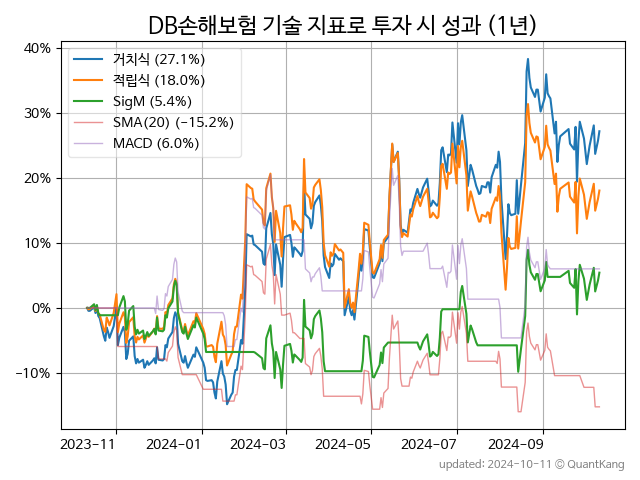 DB손해보험 기술 지표로 투자 시 성과 (1년)
40%
30%
20%
10%
0%
−10%
거치식 (27.1%)
적립식 (18.0%)
SigM (5.4%)
SMA(20) (−15.2%)
MACD (6.0%)
2023-11 2024-01 2024-03 2024-05 2024-07 2024-09
updated: 2024-10-11 © QuantKang